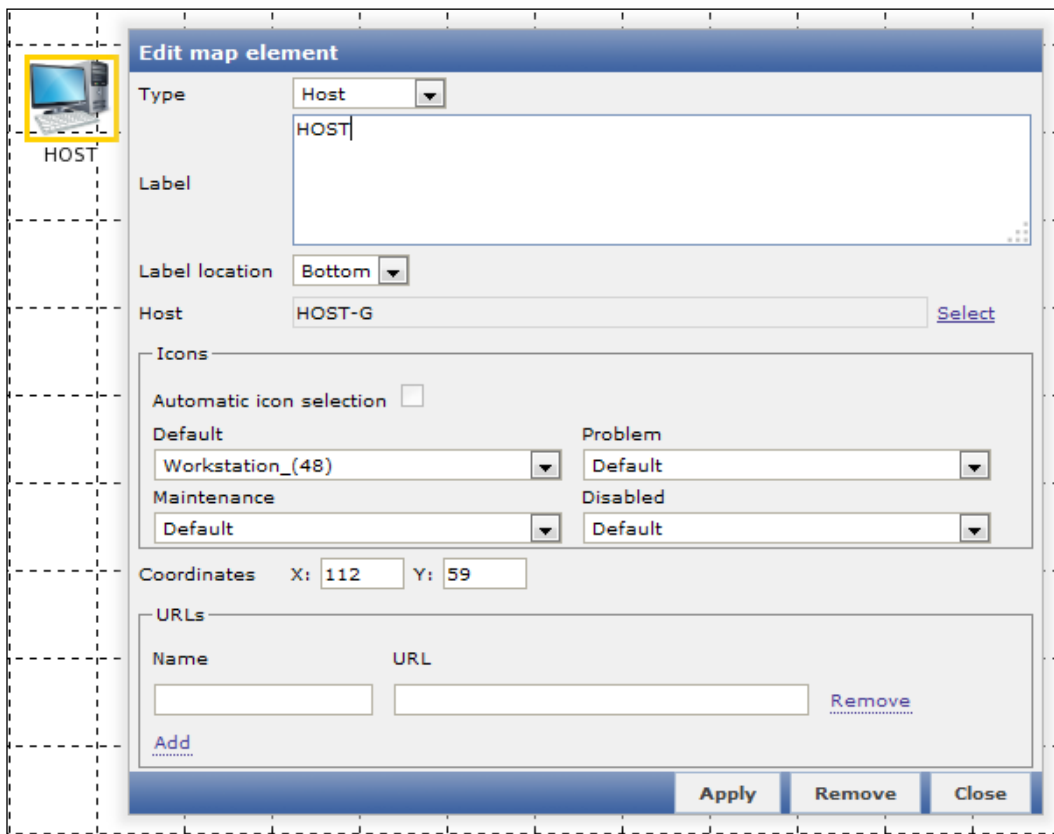 Edit map element
Type Host
HOST
HOST
Label
Label location Bottom
Host HOST-G Select
Icons
Automatic icon selection
Default Problem
Workstation_(48) Default
Maintenance Disabled
Default Default
Coordinates X: 112 Y: 59
URLs
Name URL
Remove
Add
Apply Remove Close